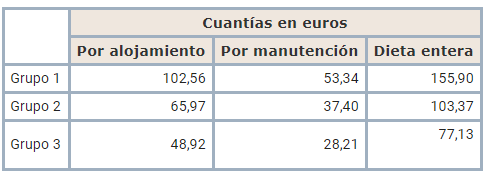 Cuantías en euros
Por alojamiento Por manutención Dieta entera
Grupo 1 102,56 53,34 155,90
Grupo 2 65,97 37,40 103,37
Grupo 3 48,92 28,21 77,13